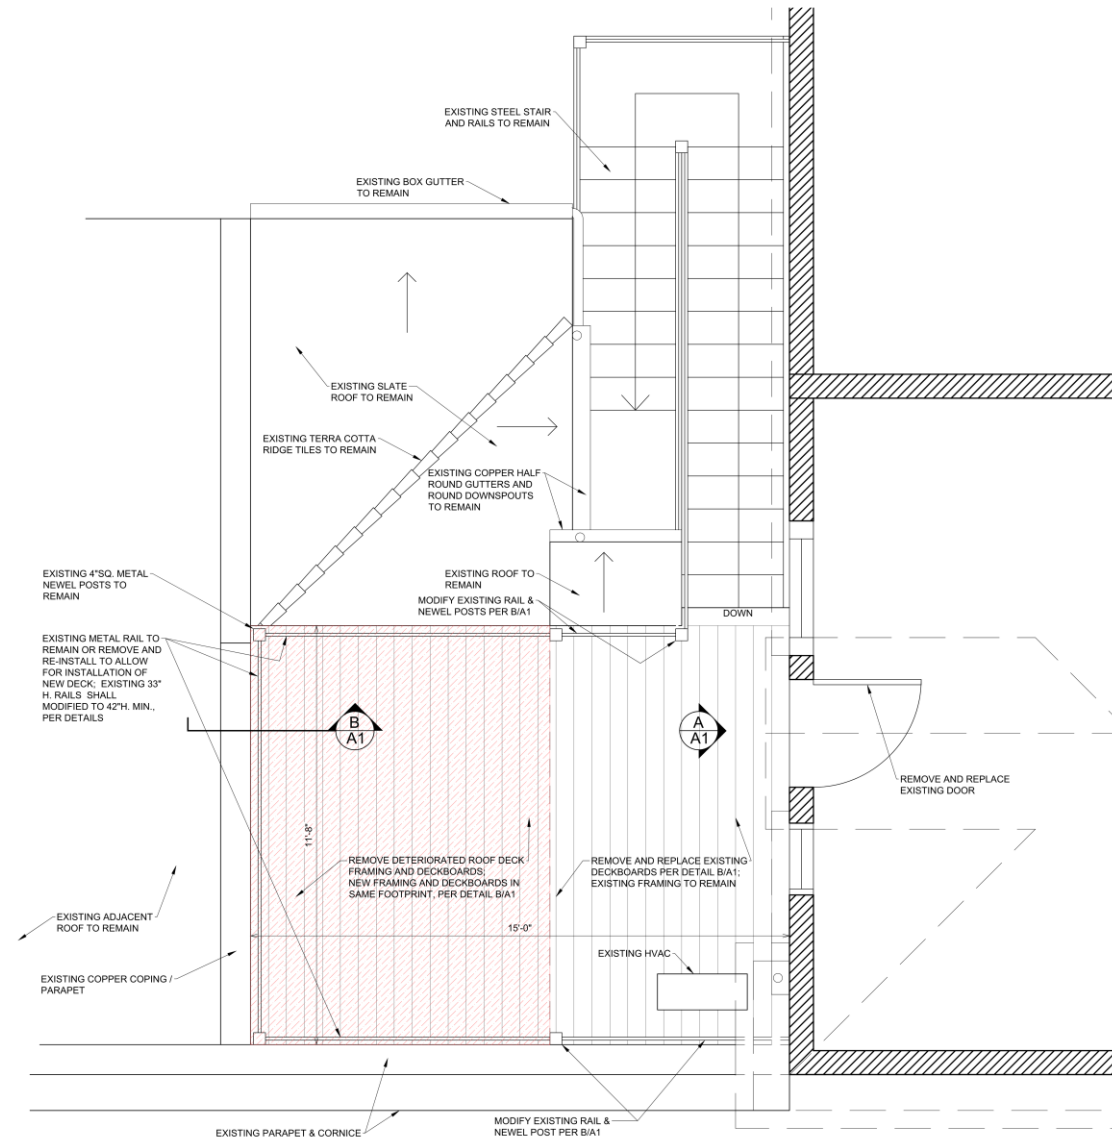 EXISTING STEEL STAIR
AND RAILS TO REMAIN
EXISTING BOX GUTTER
TO REMAIN
EXISTING SLATE
ROOF TO REMAIN
EXISTING TERRA COTTA
RIDGE TILES TO REMAIN
EXISTING COPPER HALF
ROUND GUTTERS AND
ROUND DOWNSPOUTS
TO REMAIN
EXISTING 4"SQ. METAL
NEWEL POSTS TO
REMAIN
EXISTING ROOF TO
REMAIN
MODIFY EXISTING RAIL &
NEWEL POSTS PER B/A1
DOWN
EXISTING METAL RAIL TO
REMAIN OR REMOVE AND
RE-INSTALL TO ALLOW
FOR INSTALLATION OF
NEW DECK; EXISTING 33"
H. RAILS SHALL
MODIFIED TO 42"H. MIN.,
PER DETAILS
B
A1
A
A1
REMOVE AND REPLACE
EXISTING DOOR
11'-8"
REMOVE DETERIORATED ROOF DECK
FRAMING AND DECKBOARDS;
NEW FRAMING AND DECKBOARDS IN
SAME FOOTPRINT, PER DETAIL B/A1
REMOVE AND REPLACE EXISTING
DECKBOARDS PER DETAIL B/A1;
EXISTING FRAMING TO REMAIN
EXISTING ADJACENT
ROOF TO REMAIN
15'-0"
EXISTING HVAC
EXISTING COPPER COPING /
PARAPET
EXISTING PARAPET & CORNICE
MODIFY EXISTING RAIL &
NEWEL POST PER B/A1